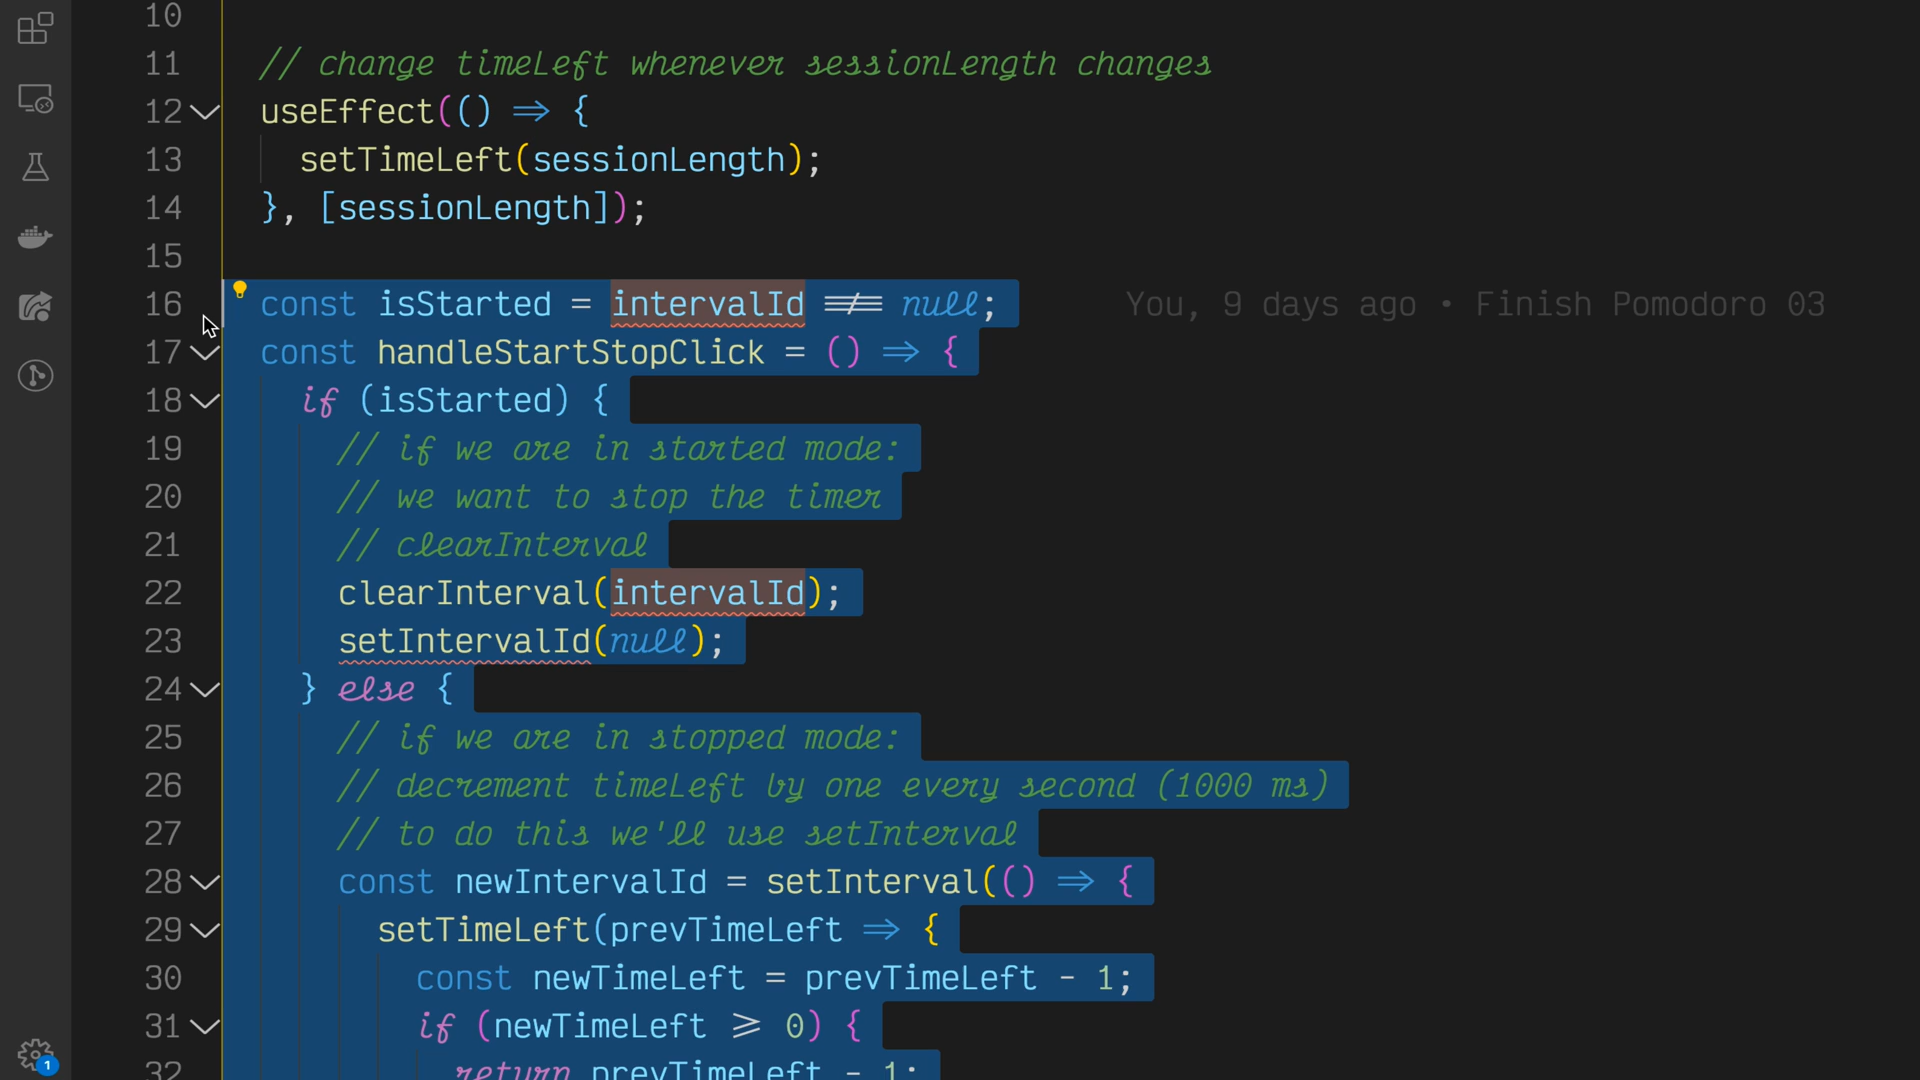 10
11 // change timeLeft whenever sessionLength changes
12 useEffect(() => {
13 setTimeLeft(sessionLength);
14 }, [sessionLength]);
15
16 const isStarted = intervalId !== null; You, 9 days ago • Finish Pomodoro 03
17 const handleStartStopClick = () => {
18 if (isStarted) {
19 // if we are in started mode:
20 // we want to stop the timer
21 // clearInterval
22 clearInterval(intervalId);
23 setIntervalId(null);
24 } else {
25 // if we are in stopped mode:
26 // decrement timeLeft by one every second (1000 ms)
27 // to do this we'll use setInterval
28 const newIntervalId = setInterval(() => {
29 setTimeLeft(prevTimeLeft => {
30 const newTimeLeft = prevTimeLeft - 1;
31 if (newTimeLeft >= 0) {
32 return prevTimeLeft - 1;
1